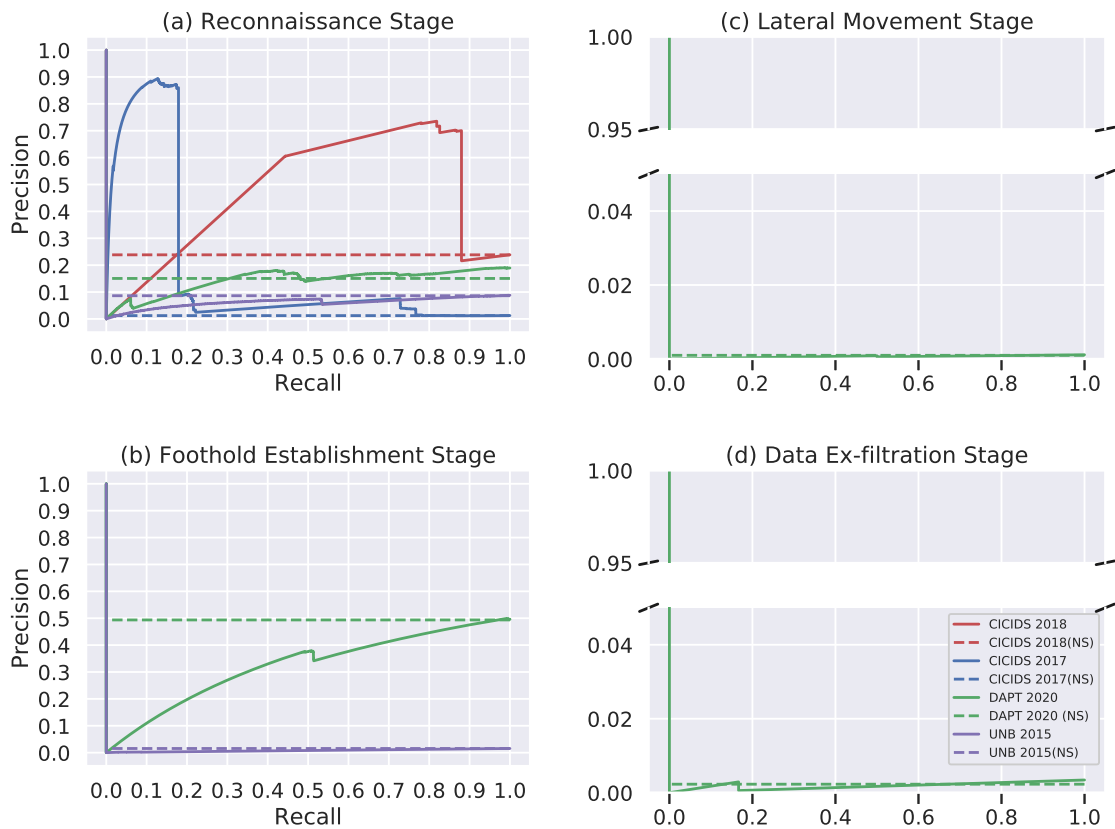 (a) Reconnaissance Stage
1.0
0.9
0.8
0.7
0.6
0.5
0.4
0.3
0.2
0.1
0.0
Precision
0.0 0.1 0.2 0.3 0.4 0.5 0.6 0.7 0.8 0.9 1.0
Recall
(c) Lateral Movement Stage
1.00
0.95
0.04
0.02
0.00
0.0 0.2 0.4 0.6 0.8 1.0
(b) Foothold Establishment Stage
1.0
0.9
0.8
0.7
0.6
0.5
0.4
0.3
0.2
0.1
0.0
Precision
0.0 0.1 0.2 0.3 0.4 0.5 0.6 0.7 0.8 0.9 1.0
Recall
(d) Data Ex-filtration Stage
1.00
0.95
0.04
0.02
0.00
0.0 0.2 0.4 0.6 0.8 1.0
CICIDS 2018
CICIDS 2018(NS)
CICIDS 2017
CICIDS 2017(NS)
DAPT 2020
DAPT 2020 (NS)
UNB 2015
UNB 2015(NS)